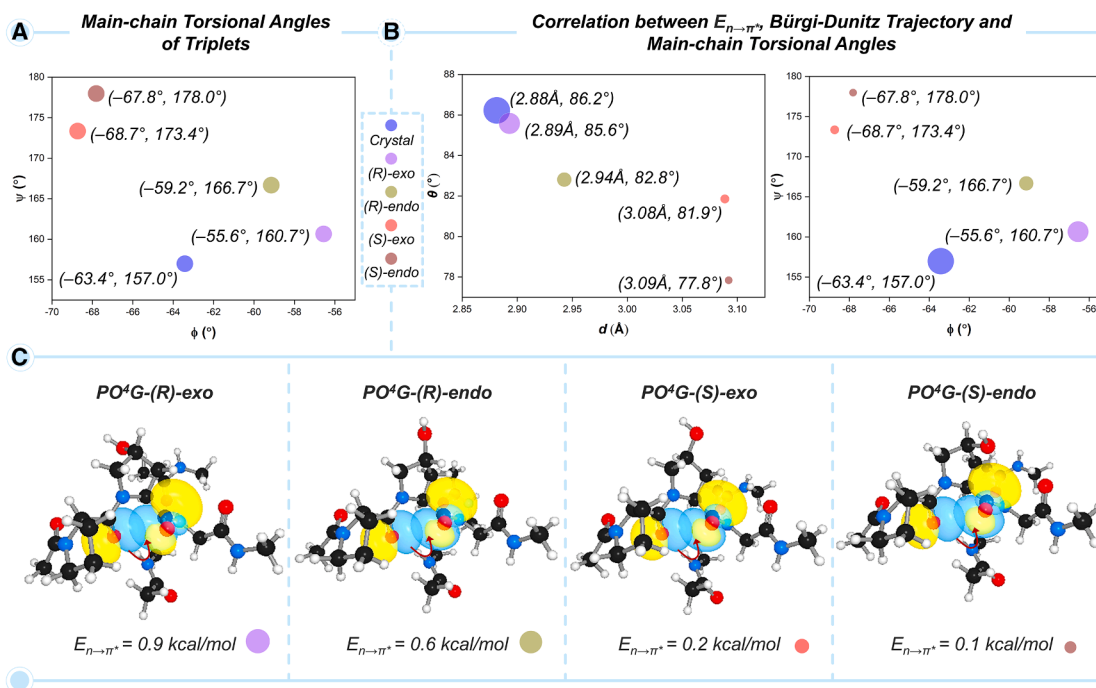 A
Main-chain Torsional Angles
of Triplets
B
Correlation between En→π*, Bürgi-Dunitz Trajectory and
Main-chain Torsional Angles
180
175
170
165
160
155
ψ (°)
(–67.8°, 178.0°)
(–68.7°, 173.4°)
(–59.2°, 166.7°)
(–55.6°, 160.7°)
(–63.4°, 157.0°)
-70
-68
-66
-64
-62
-60
-58
-56
ϕ (°)
Crystal
(R)-exo
(R)-endo
(S)-exo
(S)-endo
88
86
84
82
80
78
θ (°)
(2.88Å, 86.2°)
(2.89Å, 85.6°)
(2.94Å, 82.8°)
(3.08Å, 81.9°)
(3.09Å, 77.8°)
2.85
2.90
2.95
3.00
3.05
3.10
d (Å)
180
175
170
165
160
155
ψ (°)
(–67.8°, 178.0°)
(–68.7°, 173.4°)
(–59.2°, 166.7°)
(–55.6°, 160.7°)
(–63.4°, 157.0°)
-70
-68
-66
-64
-62
-60
-58
-56
ϕ (°)
C
PO⁴G-(R)-exo
PO⁴G-(R)-endo
PO⁴G-(S)-exo
PO⁴G-(S)-endo
En→π* = 0.9 kcal/mol
En→π* = 0.6 kcal/mol
En→π* = 0.2 kcal/mol
En→π* = 0.1 kcal/mol